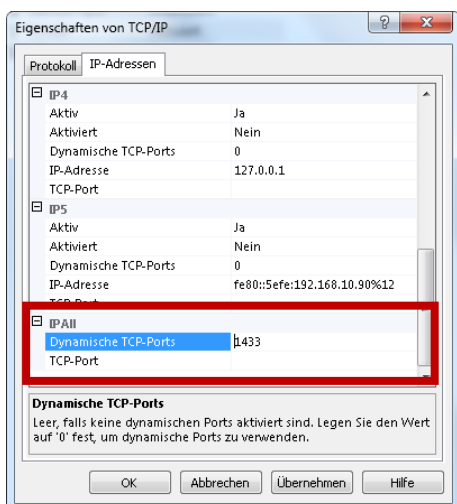 Eigenschaften von TCP/IP
Protokoll IP-Adressen
IP4
Aktiv Ja
Aktiviert Nein
Dynamische TCP-Ports 0
IP-Adresse 127.0.0.1
TCP-Port
IP5
Aktiv Ja
Aktiviert Nein
Dynamische TCP-Ports 0
IP-Adresse fe80::5efe:192.168.10.90%12
TCP-Port
IPAll
Dynamische TCP-Ports 1433
TCP-Port
Dynamische TCP-Ports
Leer, falls keine dynamischen Ports aktiviert sind. Legen Sie den Wert
auf '0' fest, um dynamische Ports zu verwenden.
OK Abbrechen Übernehmen Hilfe